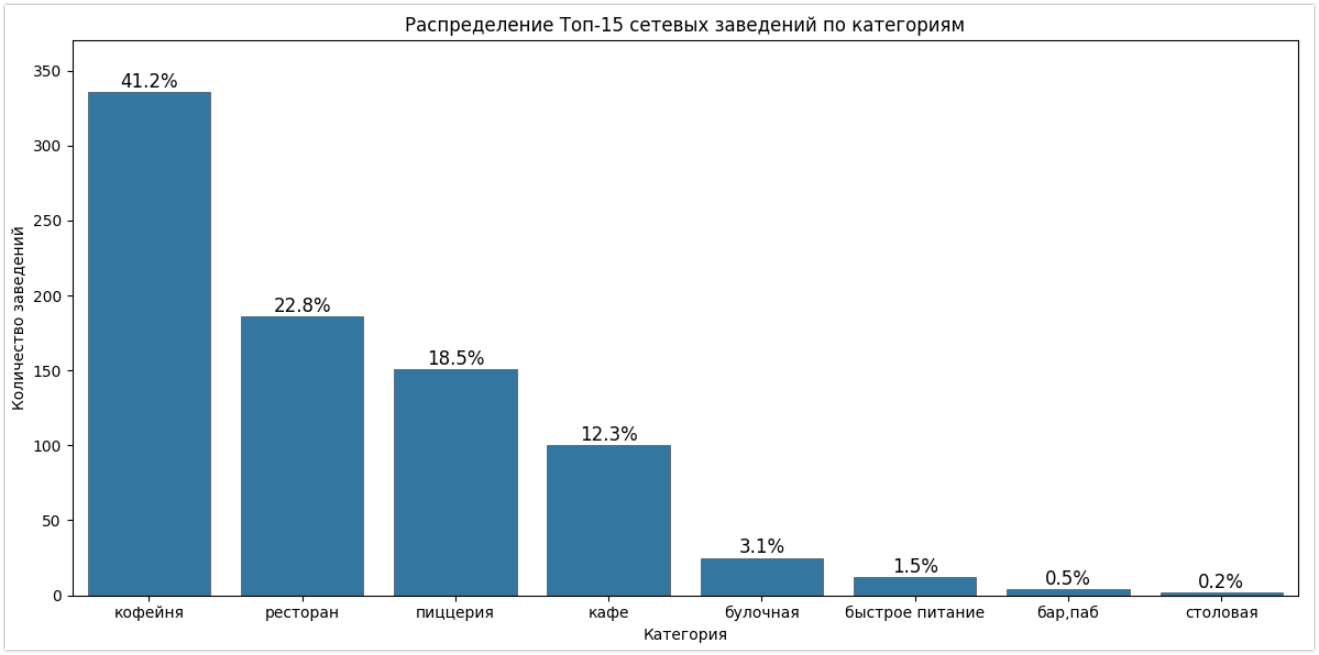 Распределение Топ-15 сетевых заведений по категориям
Количество заведений
350
300
250
200
150
100
50
0
41.2%
22.8%
18.5%
12.3%
3.1%
1.5%
0.5%
0.2%
кофейня
ресторан
пиццерия
кафе
булочная
быстрое питание
бар,паб
столовая
Категория